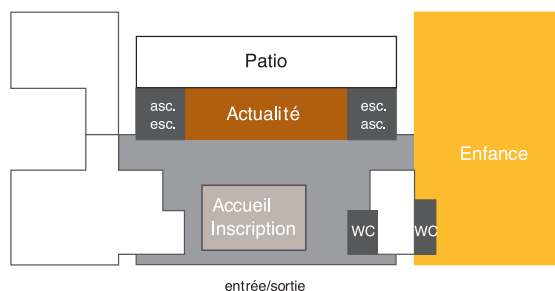 Patio
asc.
esc.
Actualité
esc.
asc.
Enfance
Accueil
Inscription
WC
WC
entrée/sortie